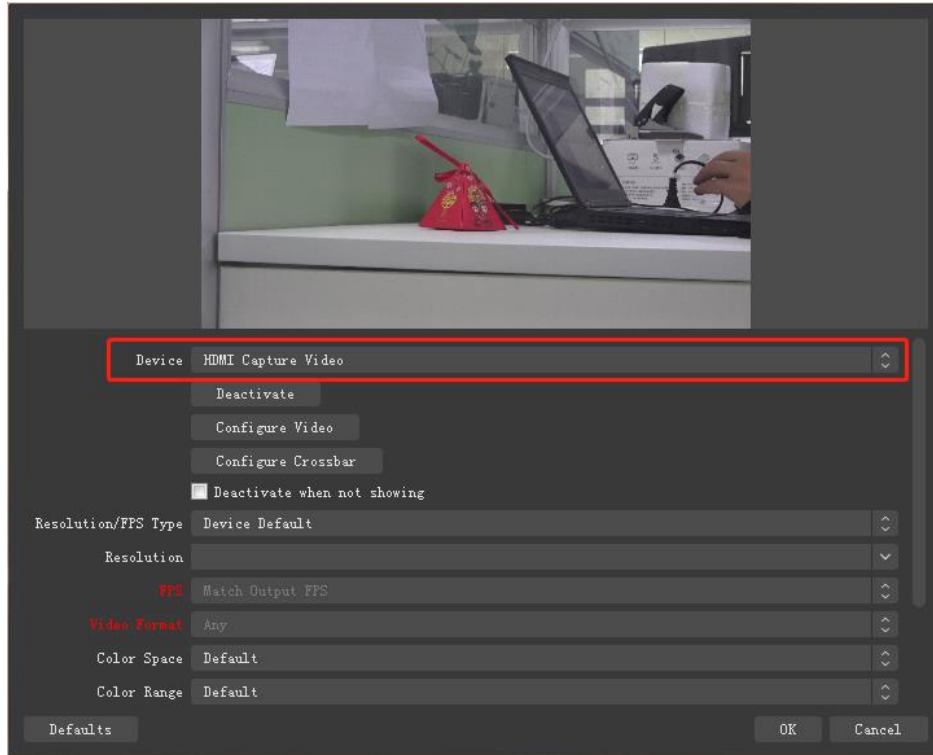 Device HDMI Capture Video
Deactivate
Configure Video
Configure Crossbar
Deactivate when not showing
Resolution/FPS Type Device Default
Resolution
FPS Match Output FPS
Video Format Any
Color Space Default
Color Range Default
Defaults OK Cancel